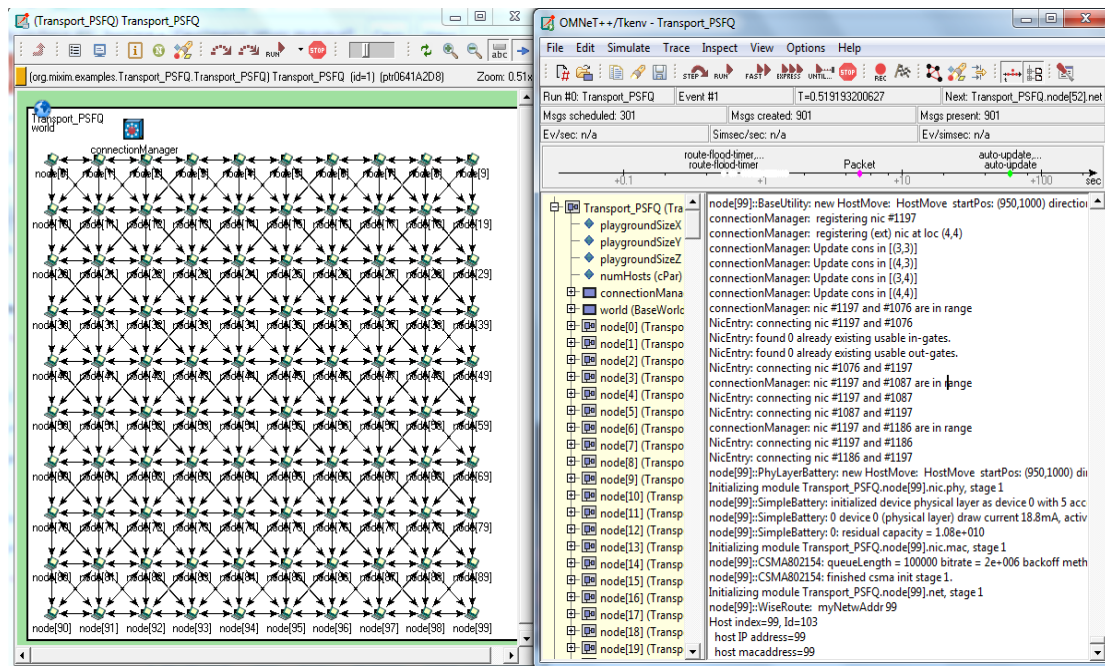 (Transport_PSFQ) Transport_PSFQ
RUN
STOP
abc
(org.mixim.examples.Transport_PSFQ.Transport_PSFQ) Transport_PSFQ (id=1) (ptr0641A2D8) Zoom: 0.51x
Transport_PSFQ
world
connectionManager
node[9]
node[19]
node[29]
node[39]
node[49]
node[59]
node[69]
node[79]
node[89]
node[90] node[91] node[92] node[93] node[94] node[95] node[96] node[97] node[98] node[99]
OMNeT++/Tkenv - Transport_PSFQ
File Edit Simulate Trace Inspect View Options Help
STEP RUN FAST EXPRESS UNTIL... STOP REC
Run #0: Transport_PSFQ Event #1 T=0.519193200627 Next: Transport_PSFQ.node[52].net
Msgs scheduled: 301 Msgs created: 901 Msgs present: 901
Ev/sec: n/a Simsec/sec: n/a Ev/simsec: n/a
route-flood-timer,... auto-update,...
route-flood-timer Packet auto-update
+0.1 +1 +10 +100 sec
Transport_PSFQ (Tra
playgroundSizeX
playgroundSizeY
playgroundSizeZ
numHosts (cPar)
connectionMana
world (BaseWorld
node[0] (Transpo
node[1] (Transpo
node[2] (Transpo
node[3] (Transpo
node[4] (Transpo
node[5] (Transpo
node[6] (Transpo
node[7] (Transpo
node[8] (Transpo
node[9] (Transpo
node[10] (Transp
node[11] (Transp
node[12] (Transp
node[13] (Transp
node[14] (Transp
node[15] (Transp
node[16] (Transp
node[17] (Transp
node[18] (Transp
node[19] (Transp
node[99]::BaseUtility: new HostMove: HostMove startPos: (950,1000) direction
connectionManager: registering nic #1197
connectionManager: registering (ext) nic at loc (4,4)
connectionManager: Update cons in [(3,3)]
connectionManager: Update cons in [(4,3)]
connectionManager: Update cons in [(3,4)]
connectionManager: Update cons in [(4,4)]
connectionManager: nic #1197 and #1076 are in range
NicEntry: connecting nic #1197 and #1076
NicEntry: found 0 already existing usable in-gates.
NicEntry: found 0 already existing usable out-gates.
NicEntry: connecting nic #1076 and #1197
connectionManager: nic #1197 and #1087 are in range
NicEntry: connecting nic #1197 and #1087
NicEntry: connecting nic #1087 and #1197
connectionManager: nic #1197 and #1186 are in range
NicEntry: connecting nic #1197 and #1186
NicEntry: connecting nic #1186 and #1197
node[99]::PhyLayerBattery: new HostMove: HostMove startPos: (950,1000) dir
Initializing module Transport_PSFQ.node[99].nic.phy, stage 1
node[99]::SimpleBattery: initialized device physical layer as device 0 with 5 acc
node[99]::SimpleBattery: 0 device 0 (physical layer) draw current 18.8mA, activ
node[99]::SimpleBattery: 0: residual capacity = 1.08e+010
Initializing module Transport_PSFQ.node[99].nic.mac, stage 1
node[99]::CSMA802154: queueLength = 100000 bitrate = 2e+006 backoff meth
node[99]::CSMA802154: finished csma init stage 1.
Initializing module Transport_PSFQ.node[99].net, stage 1
node[99]::WiseRoute: myNetwAddr 99
Host index=99, Id=103
host IP address=99
host macaddress=99